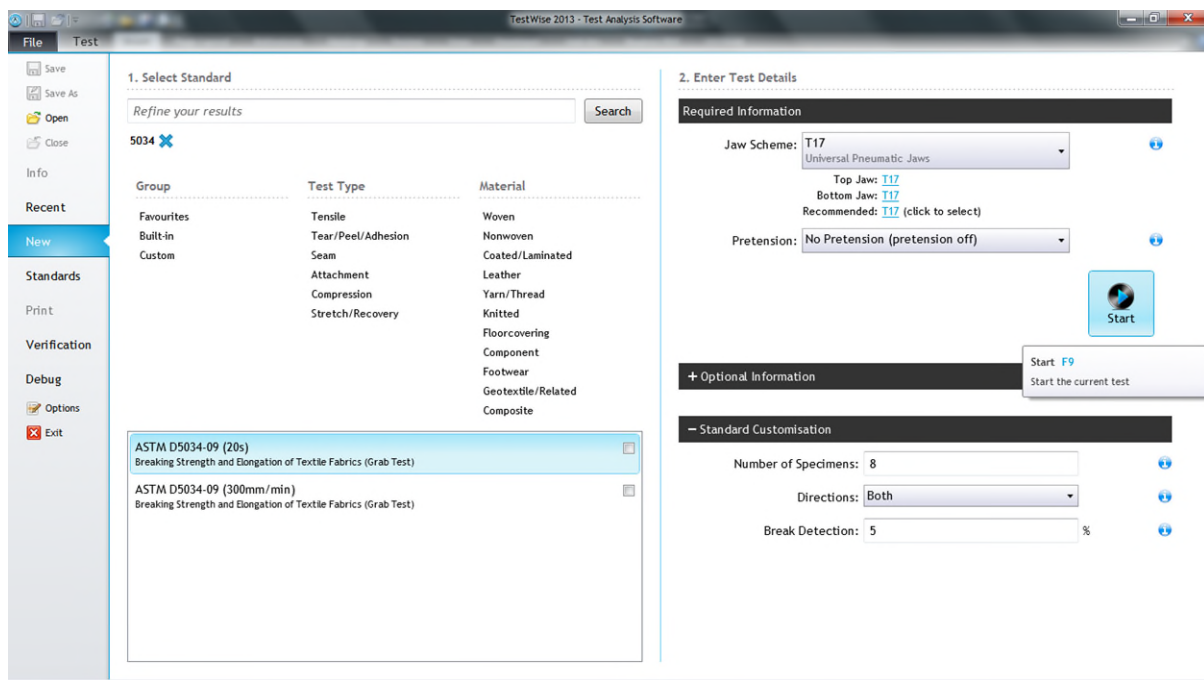 TestWise 2013 - Test Analysis Software
File Test
Save
Save As
Open
Close
Info
Recent
New
Standards
Print
Verification
Debug
Options
Exit
1. Select Standard
Refine your results
Search
5034
Group
Favourites
Built-in
Custom
Test Type
Tensile
Tear/Peel/Adhesion
Seam
Attachment
Compression
Stretch/Recovery
Material
Woven
Nonwoven
Coated/Laminated
Leather
Yarn/Thread
Knitted
Floorcovering
Component
Footwear
Geotextile/Related
Composite
ASTM D5034-09 (20s)
Breaking Strength and Elongation of Textile Fabrics (Grab Test)
ASTM D5034-09 (300mm/min)
Breaking Strength and Elongation of Textile Fabrics (Grab Test)
2. Enter Test Details
Required Information
Jaw Scheme: T17
Universal Pneumatic Jaws
Top Jaw: T17
Bottom Jaw: T17
Recommended: T17 (click to select)
Pretension: No Pretension (pretension off)
Start
Start F9
Start the current test
+ Optional Information
− Standard Customisation
Number of Specimens: 8
Directions: Both
Break Detection: 5 %